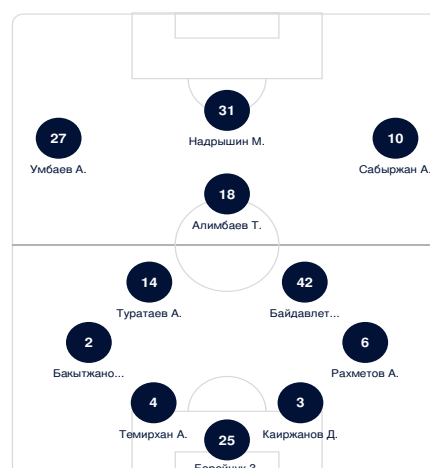 31
Надрышин М.
27
Умбаев А.
10
Сабыржан А.
18
Алимбаев Т.
14
Туратаев А.
42
Байдавлет...
2
Бакытжано...
6
Рахметов А.
4
Темирхан А.
3
Каиржанов Д.
25